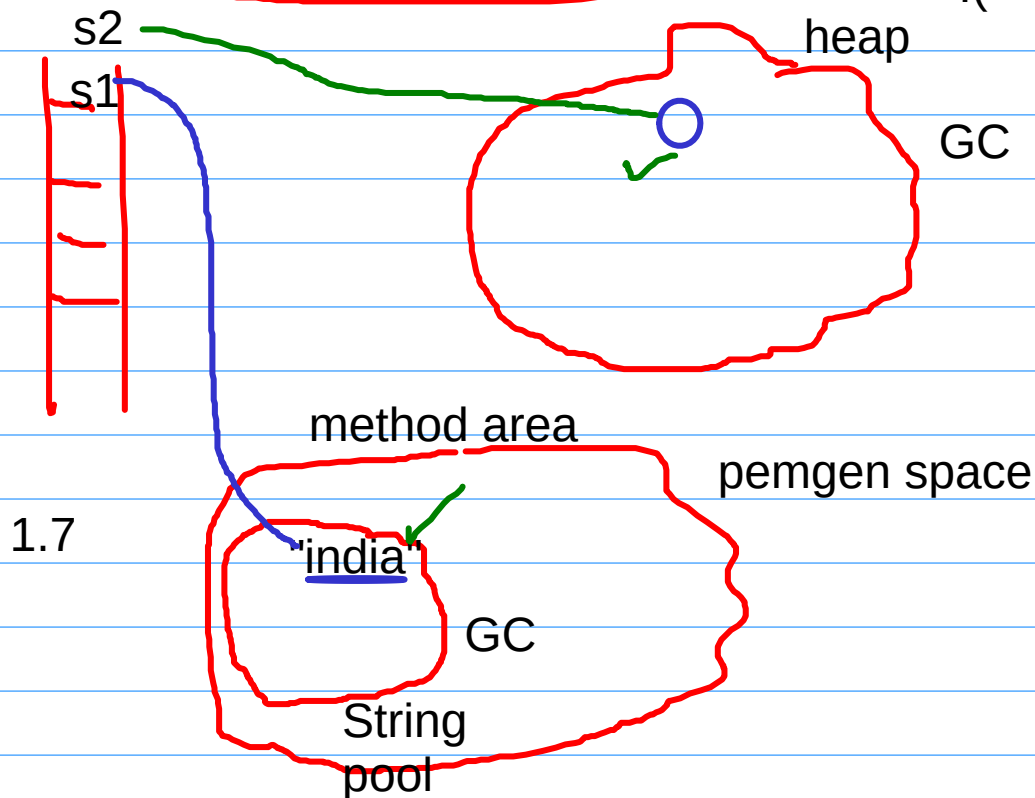 s2
heap
s1
GC
method area
pemgen space
1.7
"india"
GC
String
pool